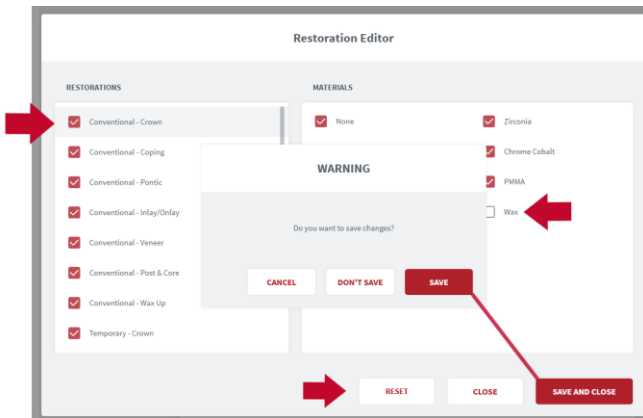 Restoration Editor
RESTORATIONS
MATERIALS
Conventional - Crown
Conventional - Coping
Conventional - Pontic
Conventional - Inlay/Onlay
Conventional - Veneer
Conventional - Post & Core
Conventional - Wax Up
Temporary - Crown
None
Zirconia
Chrome Cobalt
PMMA
Wax
WARNING
Do you want to save changes?
CANCEL
DON'T SAVE
SAVE
RESET
CLOSE
SAVE AND CLOSE